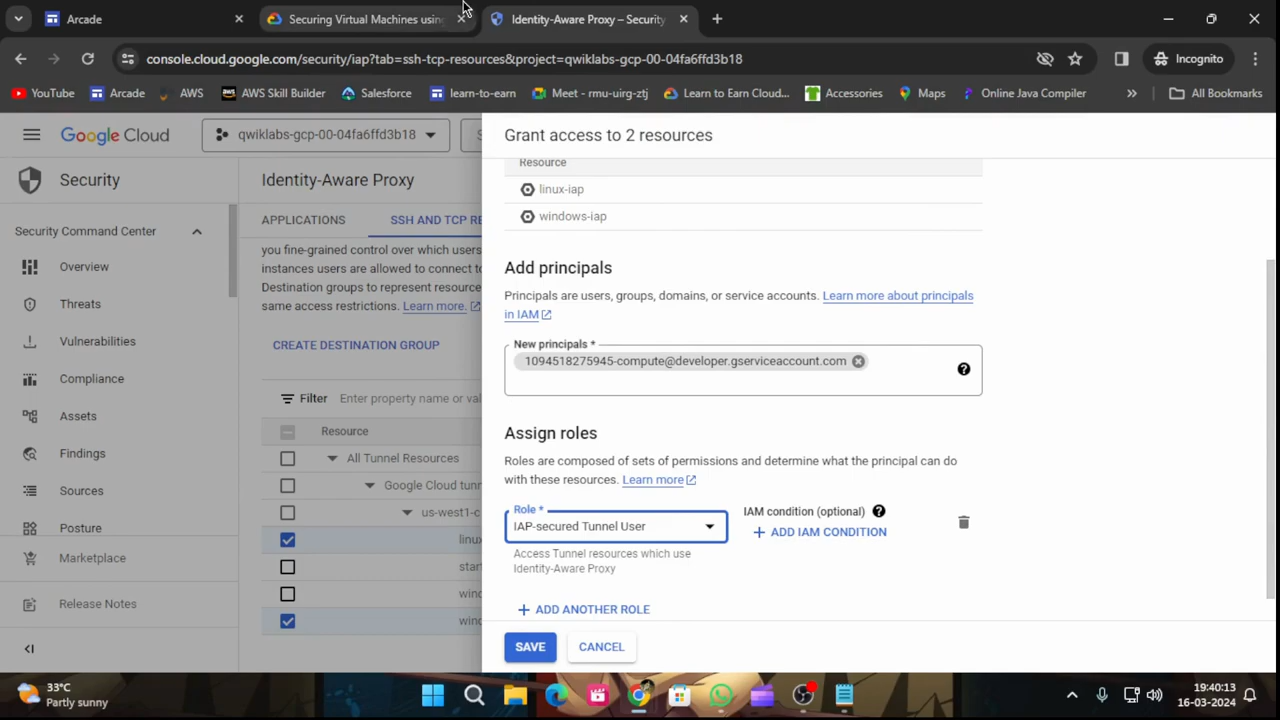 Arcade
Securing Virtual Machines using
Identity-Aware Proxy – Security
console.cloud.google.com/security/iap?tab=ssh-tcp-resources&project=qwiklabs-gcp-00-04fa6ffd3b18
Incognito
YouTube
Arcade
AWS
AWS Skill Builder
Salesforce
learn-to-earn
Meet - rmu-uirg-ztj
Learn to Earn Cloud...
Accessories
Maps
Online Java Compiler
All Bookmarks
Google Cloud
qwiklabs-gcp-00-04fa6ffd3b18
Security
Security Command Center
Overview
Threats
Vulnerabilities
Compliance
Assets
Findings
Sources
Posture
Marketplace
Release Notes
Identity-Aware Proxy
APPLICATIONS
SSH AND TCP RE
you fine-grained control over which users
instances users are allowed to connect to
Destination groups to represent resource
same access restrictions. Learn more.
CREATE DESTINATION GROUP
Filter
Enter property name or val
Resource
All Tunnel Resources
Google Cloud tunn
us-west1-c
linux
start
wind
wind
Grant access to 2 resources
Resource
linux-iap
windows-iap
Add principals
Principals are users, groups, domains, or service accounts. Learn more about principals
in IAM
New principals *
1094518275945-compute@developer.gserviceaccount.com
Assign roles
Roles are composed of sets of permissions and determine what the principal can do
with these resources. Learn more
Role *
IAP-secured Tunnel User
Access Tunnel resources which use
Identity-Aware Proxy
IAM condition (optional)
ADD IAM CONDITION
ADD ANOTHER ROLE
SAVE
CANCEL
33°C
Partly sunny
19:40:13
16-03-2024